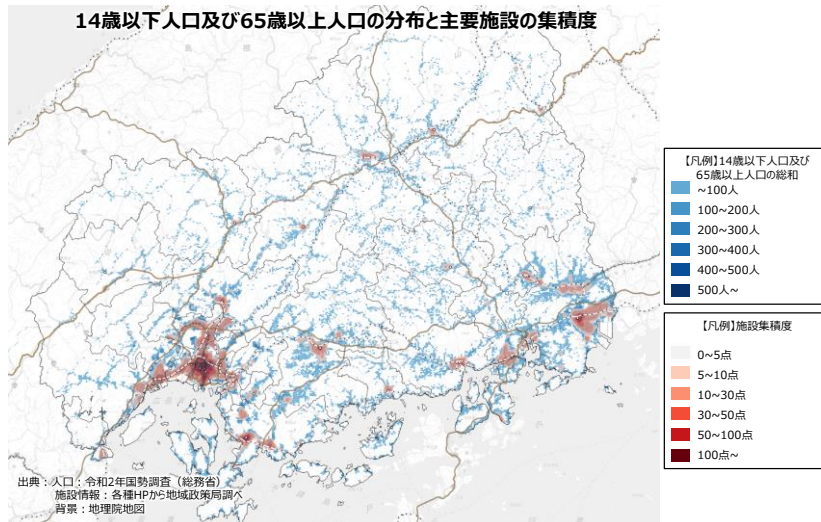 14歳以下人口及び65歳以上人口の分布と主要施設の集積度
【凡例】14歳以下人口及び
65歳以上人口の総和
~100人
100~200人
200~300人
300~400人
400~500人
500人~
【凡例】施設集積度
0~5点
5~10点
10~30点
30~50点
50~100点
100点~
出典：人口：令和2年国勢調査（総務省）
施設情報：各種HPから地域政策局調べ
背景：地理院地図